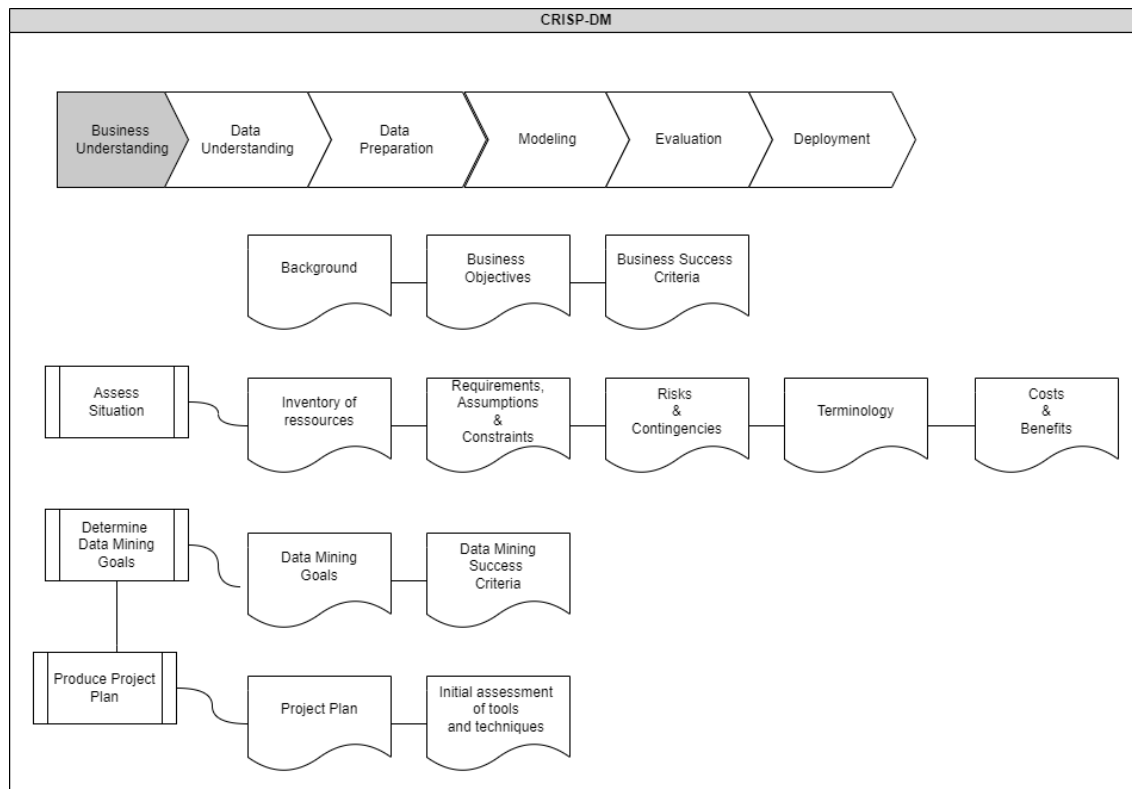 CRISP-DM
Business
Understanding
Data
Understanding
Data
Preparation
Modeling
Evaluation
Deployment
Background
Business
Objectives
Business Success
Criteria
Assess
Situation
Inventory of
ressources
Requirements,
Assumptions
&
Constraints
Risks
&
Contingencies
Terminology
Costs
&
Benefits
Determine
Data Mining
Goals
Data Mining
Goals
Data Mining
Success
Criteria
Produce Project
Plan
Project Plan
Initial assessment
of tools
and techniques